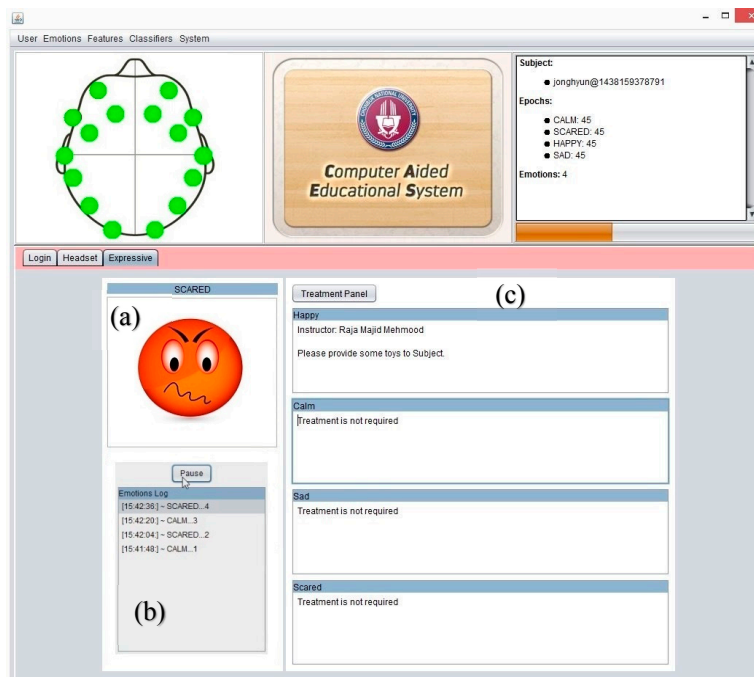 User Emotions Features Classifiers System
CHONBUK NATIONAL UNIVERSITY
Computer Aided
Educational System
Subject:
jonghyun@1438159378791
Epochs:
CALM: 45
SCARED: 45
HAPPY: 45
SAD: 45
Emotions: 4
Login Headset Expressive
SCARED
(a)
Pause
Emotions Log
[15:42:36:] ~ SCARED...4
[15:42:20:] ~ CALM...3
[15:42:04:] ~ SCARED...2
[15:41:48:] ~ CALM...1
(b)
Treatment Panel
(c)
Happy
Instructor: Raja Majid Mehmood
Please provide some toys to Subject.
Calm
Treatment is not required
Sad
Treatment is not required
Scared
Treatment is not required